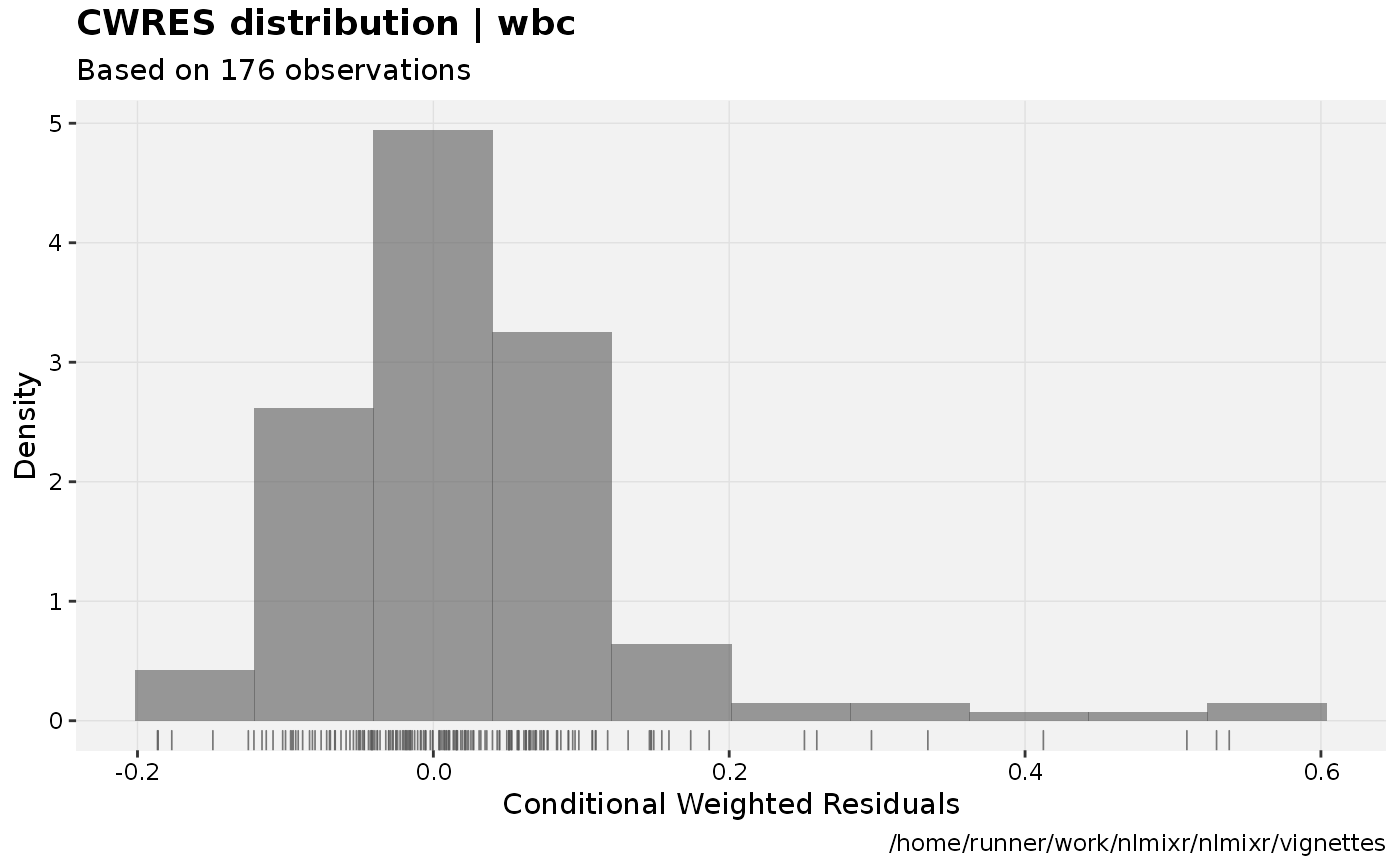 CWRES distribution | wbc
Based on 176 observations
5
4
3
2
1
0
Density
-0.2 0.0 0.2 0.4 0.6
Conditional Weighted Residuals
/home/runner/work/nlmixr/nlmixr/vignettes